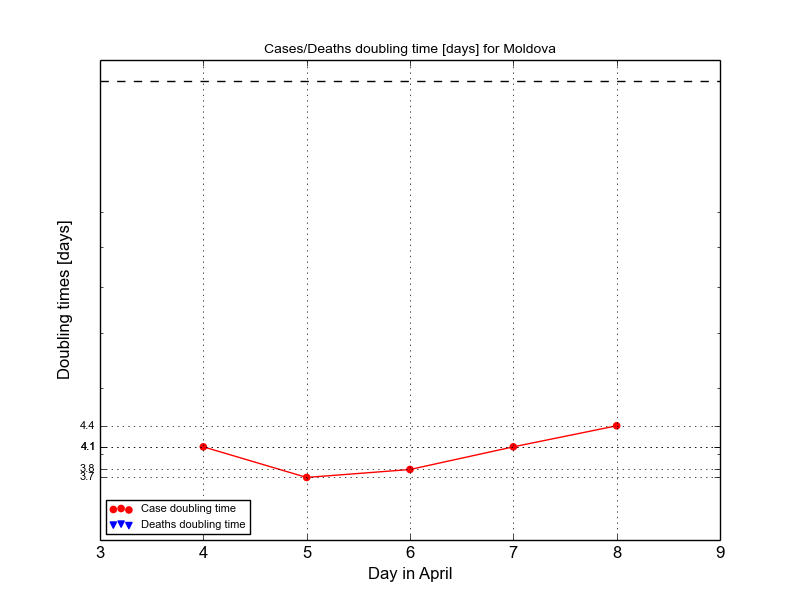 Cases/Deaths doubling time [days] for Moldova
Doubling times [days]
4.4
4.1
3.8
3.7
Case doubling time
Deaths doubling time
3 4 5 6 7 8 9
Day in April